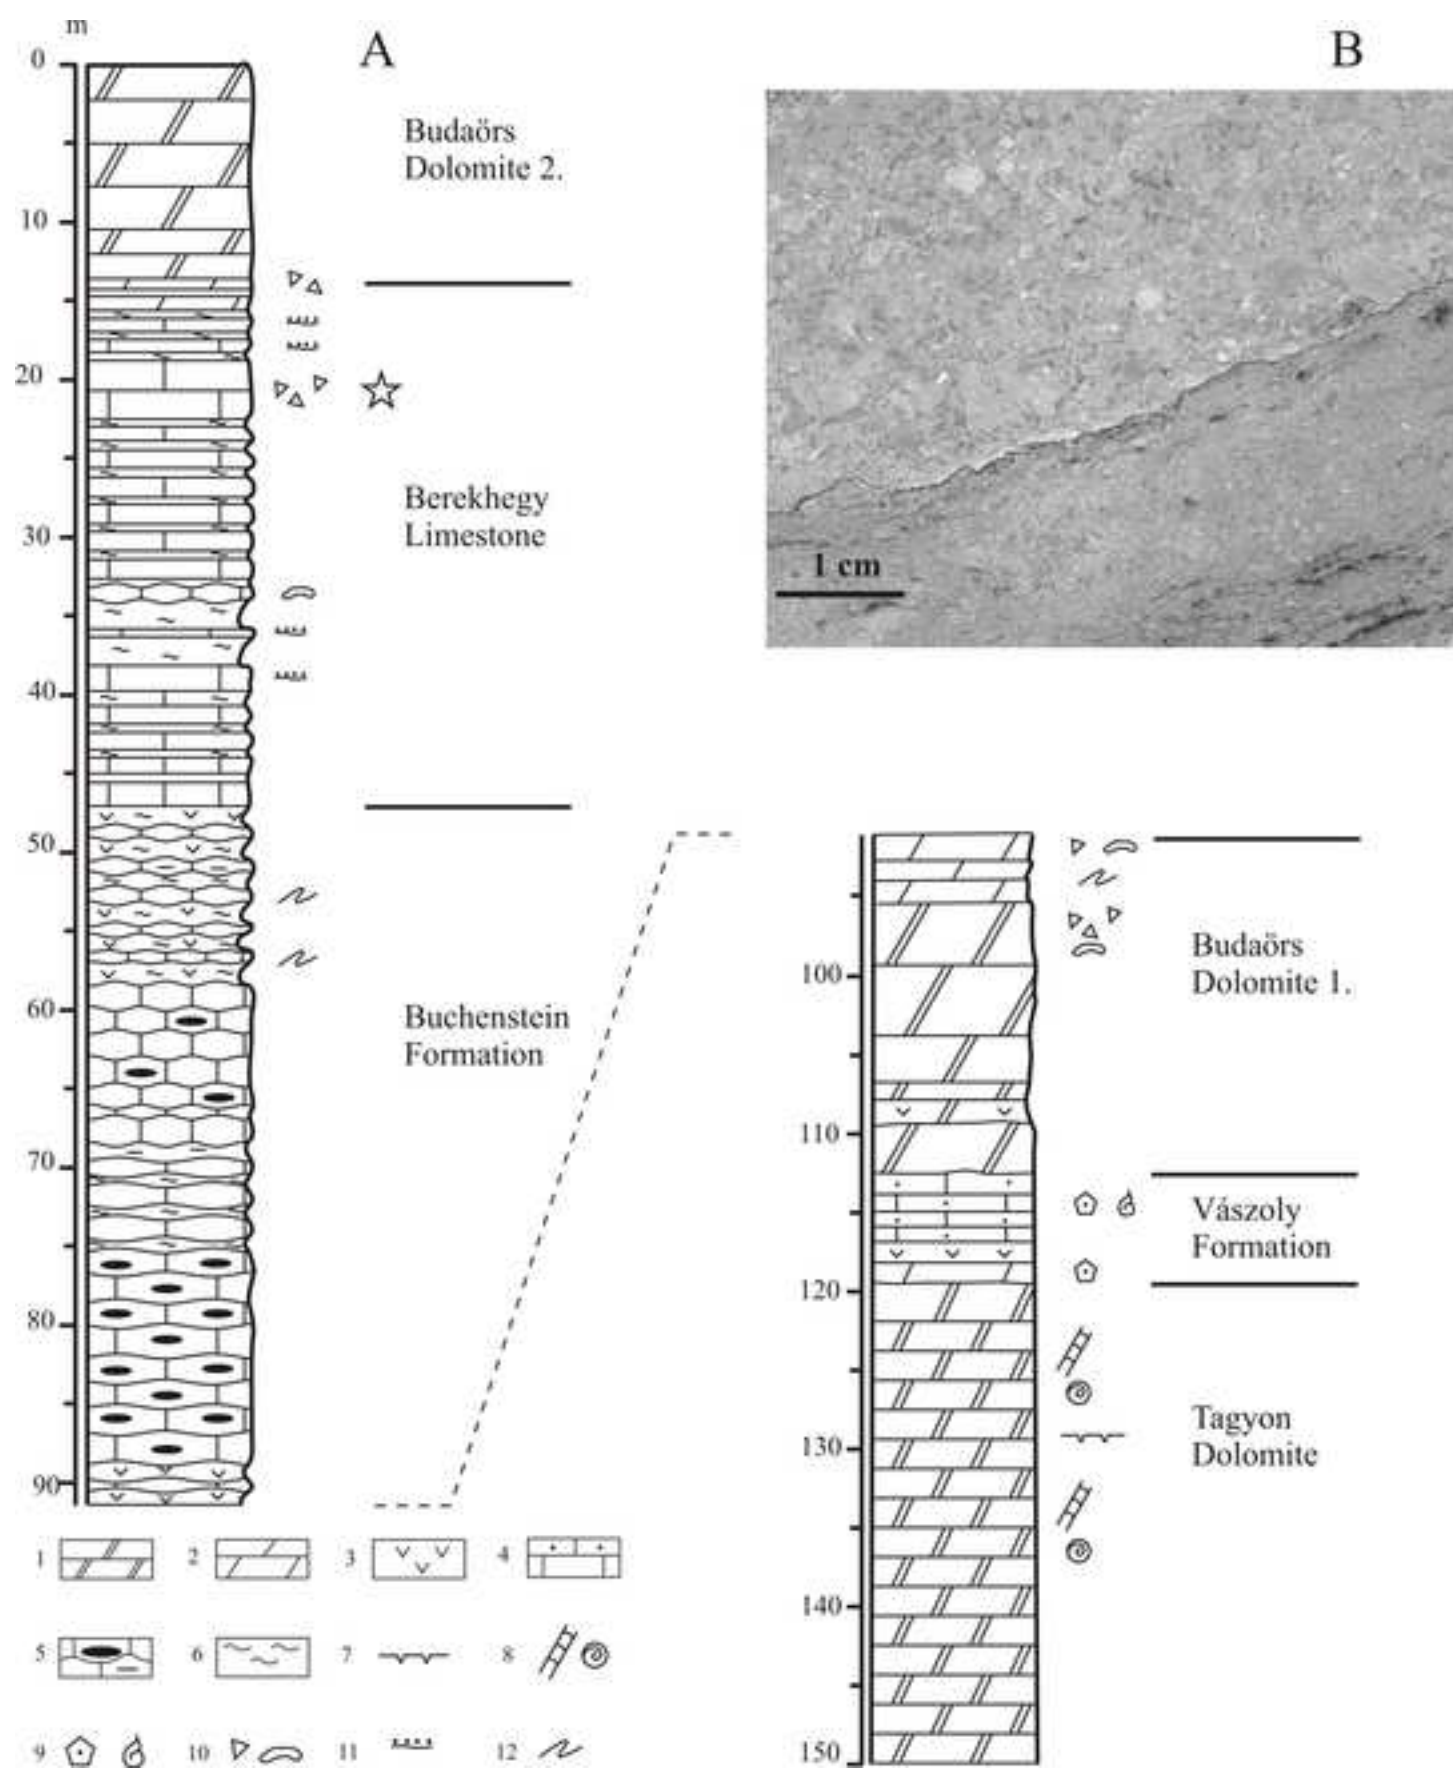 m
A
B
0
10
20
30
40
50
60
70
80
90
Budaörs
Dolomite 2.
Berekhegy
Limestone
Buchenstein
Formation
1 cm
100
110
120
130
140
150
Budaörs
Dolomite 1.
Vászoly
Formation
Tagyon
Dolomite
1 2 3 4
5 6 7 8
9 10 11 12